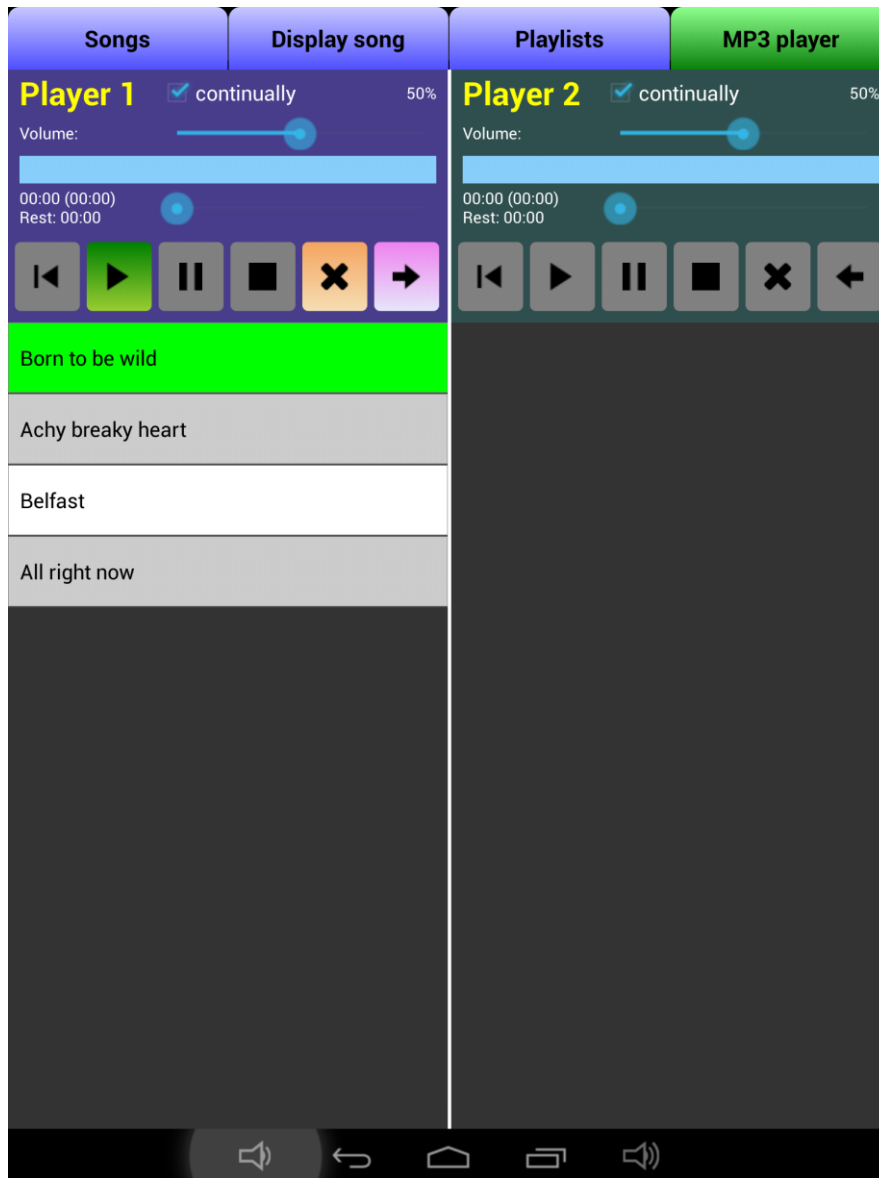 Songs
Display song
Playlists
MP3 player
Player 1
continually
50%
Volume:
00:00 (00:00)
Rest: 00:00
Born to be wild
Achy breaky heart
Belfast
All right now
Player 2
continually
50%
Volume:
00:00 (00:00)
Rest: 00:00